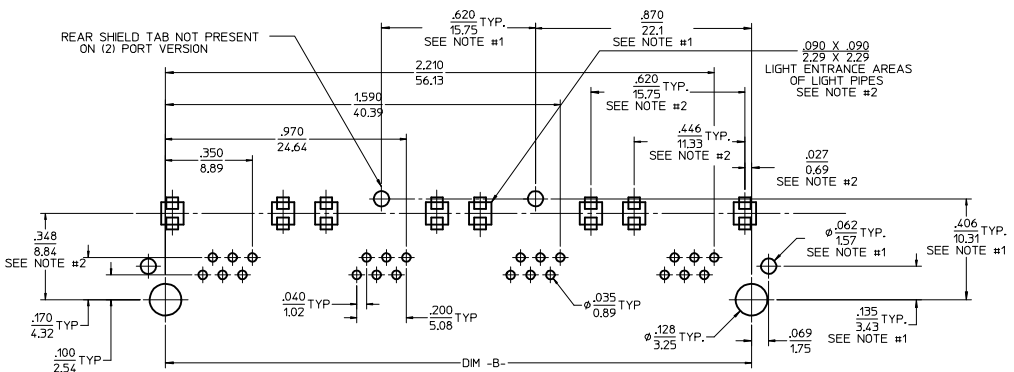 .620
15.75 TYP.
SEE NOTE #1
.870
22.1
SEE NOTE #1
REAR SHIELD TAB NOT PRESENT
ON (2) PORT VERSION
.090 X .090
2.29 X 2.29
LIGHT ENTRANCE AREAS
OF LIGHT PIPES
SEE NOTE #2
2.210
56.13
.620
15.75 TYP.
SEE NOTE #2
1.590
40.39
.970
24.64
.446
11.33 TYP.
SEE NOTE #2
.350
8.89
.027
0.69
SEE NOTE #2
.348
8.84
SEE NOTE #2
ø.062
1.57 TYP.
SEE NOTE #1
.406
10.31 TYP.
SEE NOTE #1
.040
1.02 TYP
.200
5.08 TYP
ø.035
0.89 TYP
.170
4.32 TYP
.100
2.54 TYP
ø.128
3.25 TYP.
.069
1.75
.135
3.43 TYP.
SEE NOTE #1
DIM -B-